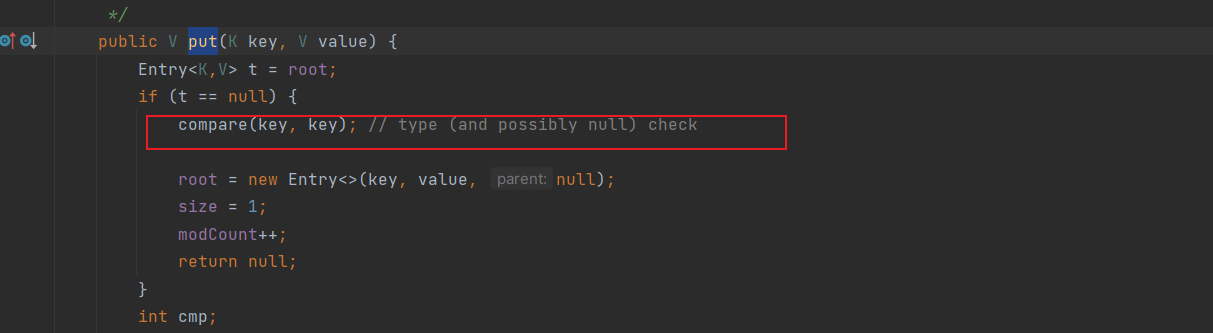 */
public V put(K key, V value) {
Entry<K,V> t = root;
if (t == null) {
compare(key, key); // type (and possibly null) check
root = new Entry<>(key, value, parent: null);
size = 1;
modCount++;
return null;
}
int cmp;